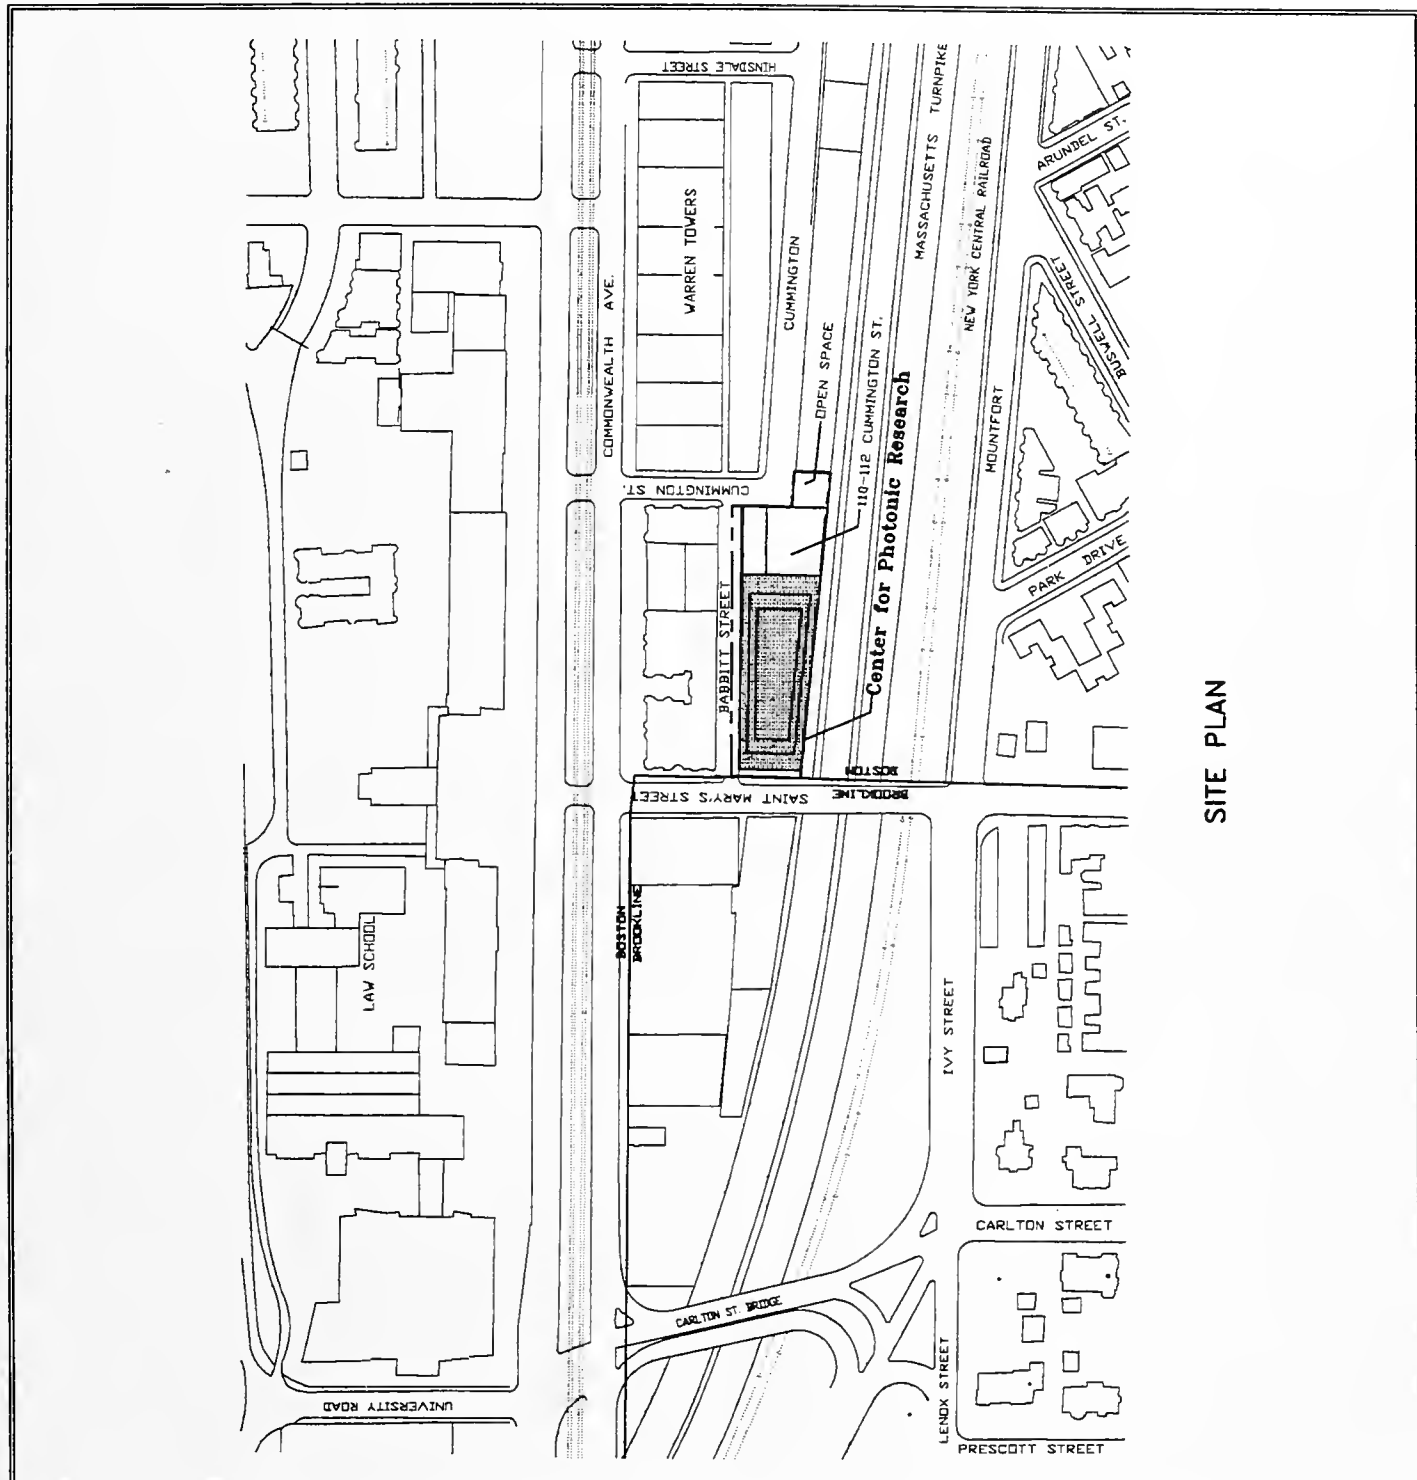 HINSDALE STREET
MASSACHUSETTS TURNPIKE
NEW YORK CENTRAL RAILROAD
ARUNDEL ST.
WARREN TOWERS
CUMMINGTON
COMMONWEALTH AVE.
BUSWELL STREET
OPEN SPACE
110-112 CUMMINGTON ST.
Center for Photonic Research
MOUNTFORT
CUMMINGTON ST.
PARK DRIVE
BABBITT STREET
BOSTON
BROOKLINE
SAINT MARY'S STREET
SITE PLAN
BOSTON
BROOKLINE
LAW SCHOOL
IVY STREET
CARLTON STREET
CARLTON ST. BRIDGE
LENOX STREET
UNIVERSITY ROAD
PRESCOTT STREET